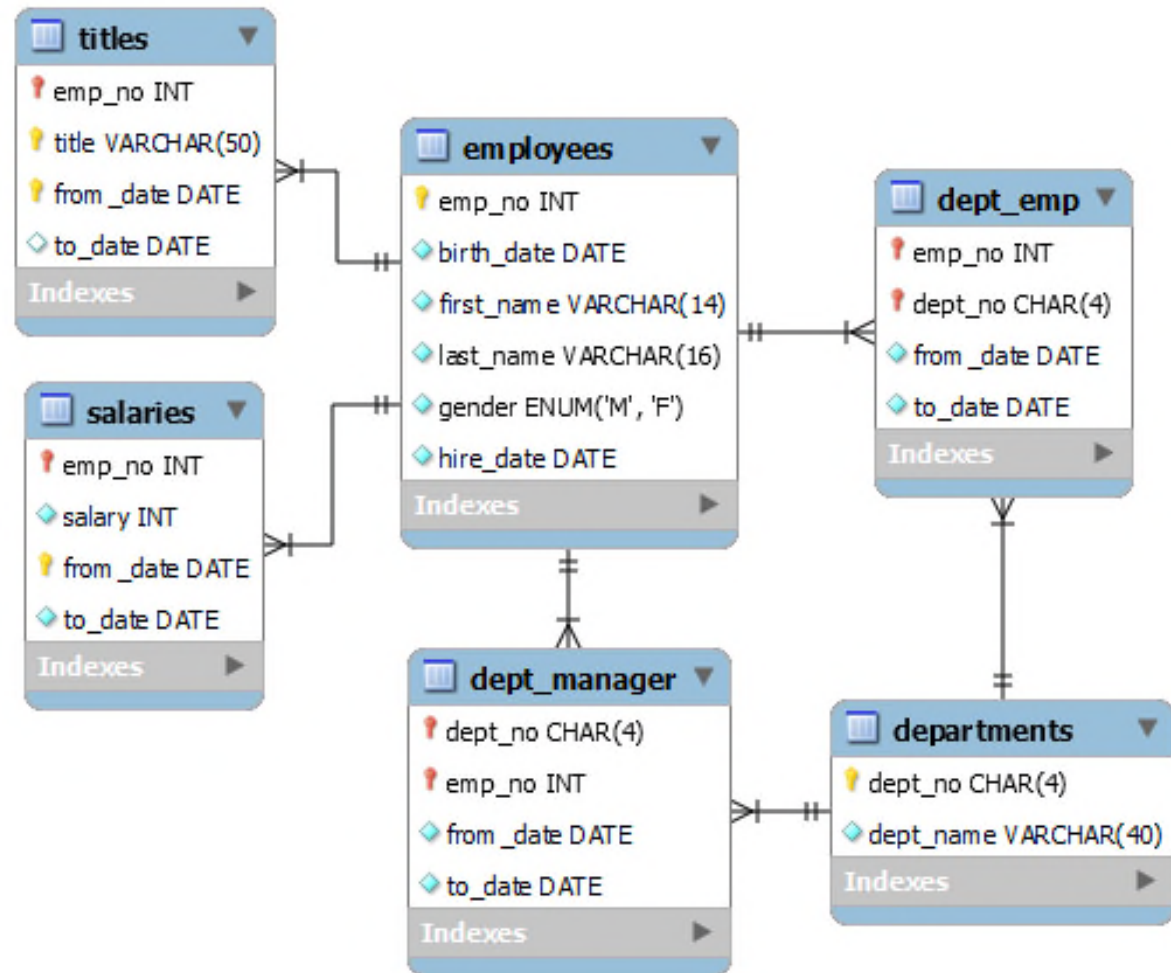 titles
emp_no INT
title VARCHAR(50)
from_date DATE
to_date DATE
Indexes
employees
emp_no INT
birth_date DATE
first_name VARCHAR(14)
last_name VARCHAR(16)
gender ENUM('M', 'F')
hire_date DATE
Indexes
dept_emp
emp_no INT
dept_no CHAR(4)
from_date DATE
to_date DATE
Indexes
salaries
emp_no INT
salary INT
from_date DATE
to_date DATE
Indexes
dept_manager
dept_no CHAR(4)
emp_no INT
from_date DATE
to_date DATE
Indexes
departments
dept_no CHAR(4)
dept_name VARCHAR(40)
Indexes